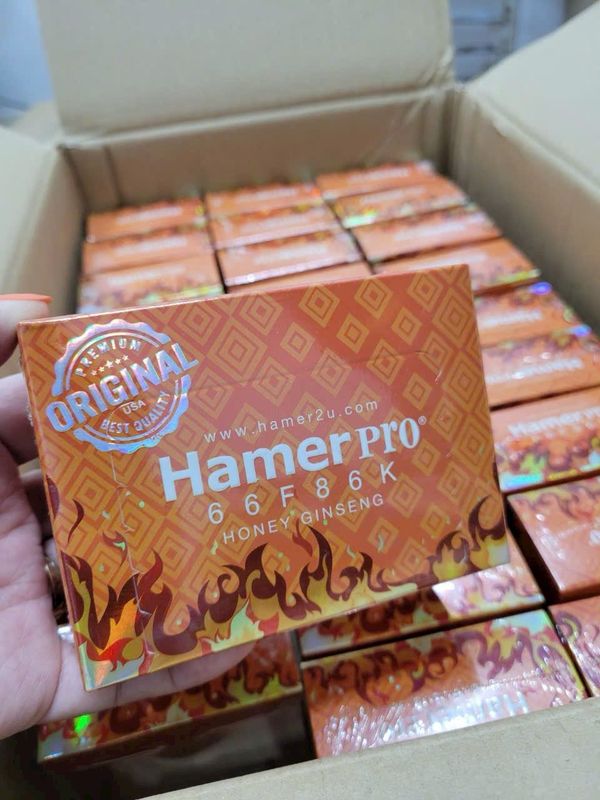 PREMIUM
ORIGINAL
USA
BEST QUALITY
www.hamer2u.com
Hamer PRO®
66F86K
HONEY GINSENG